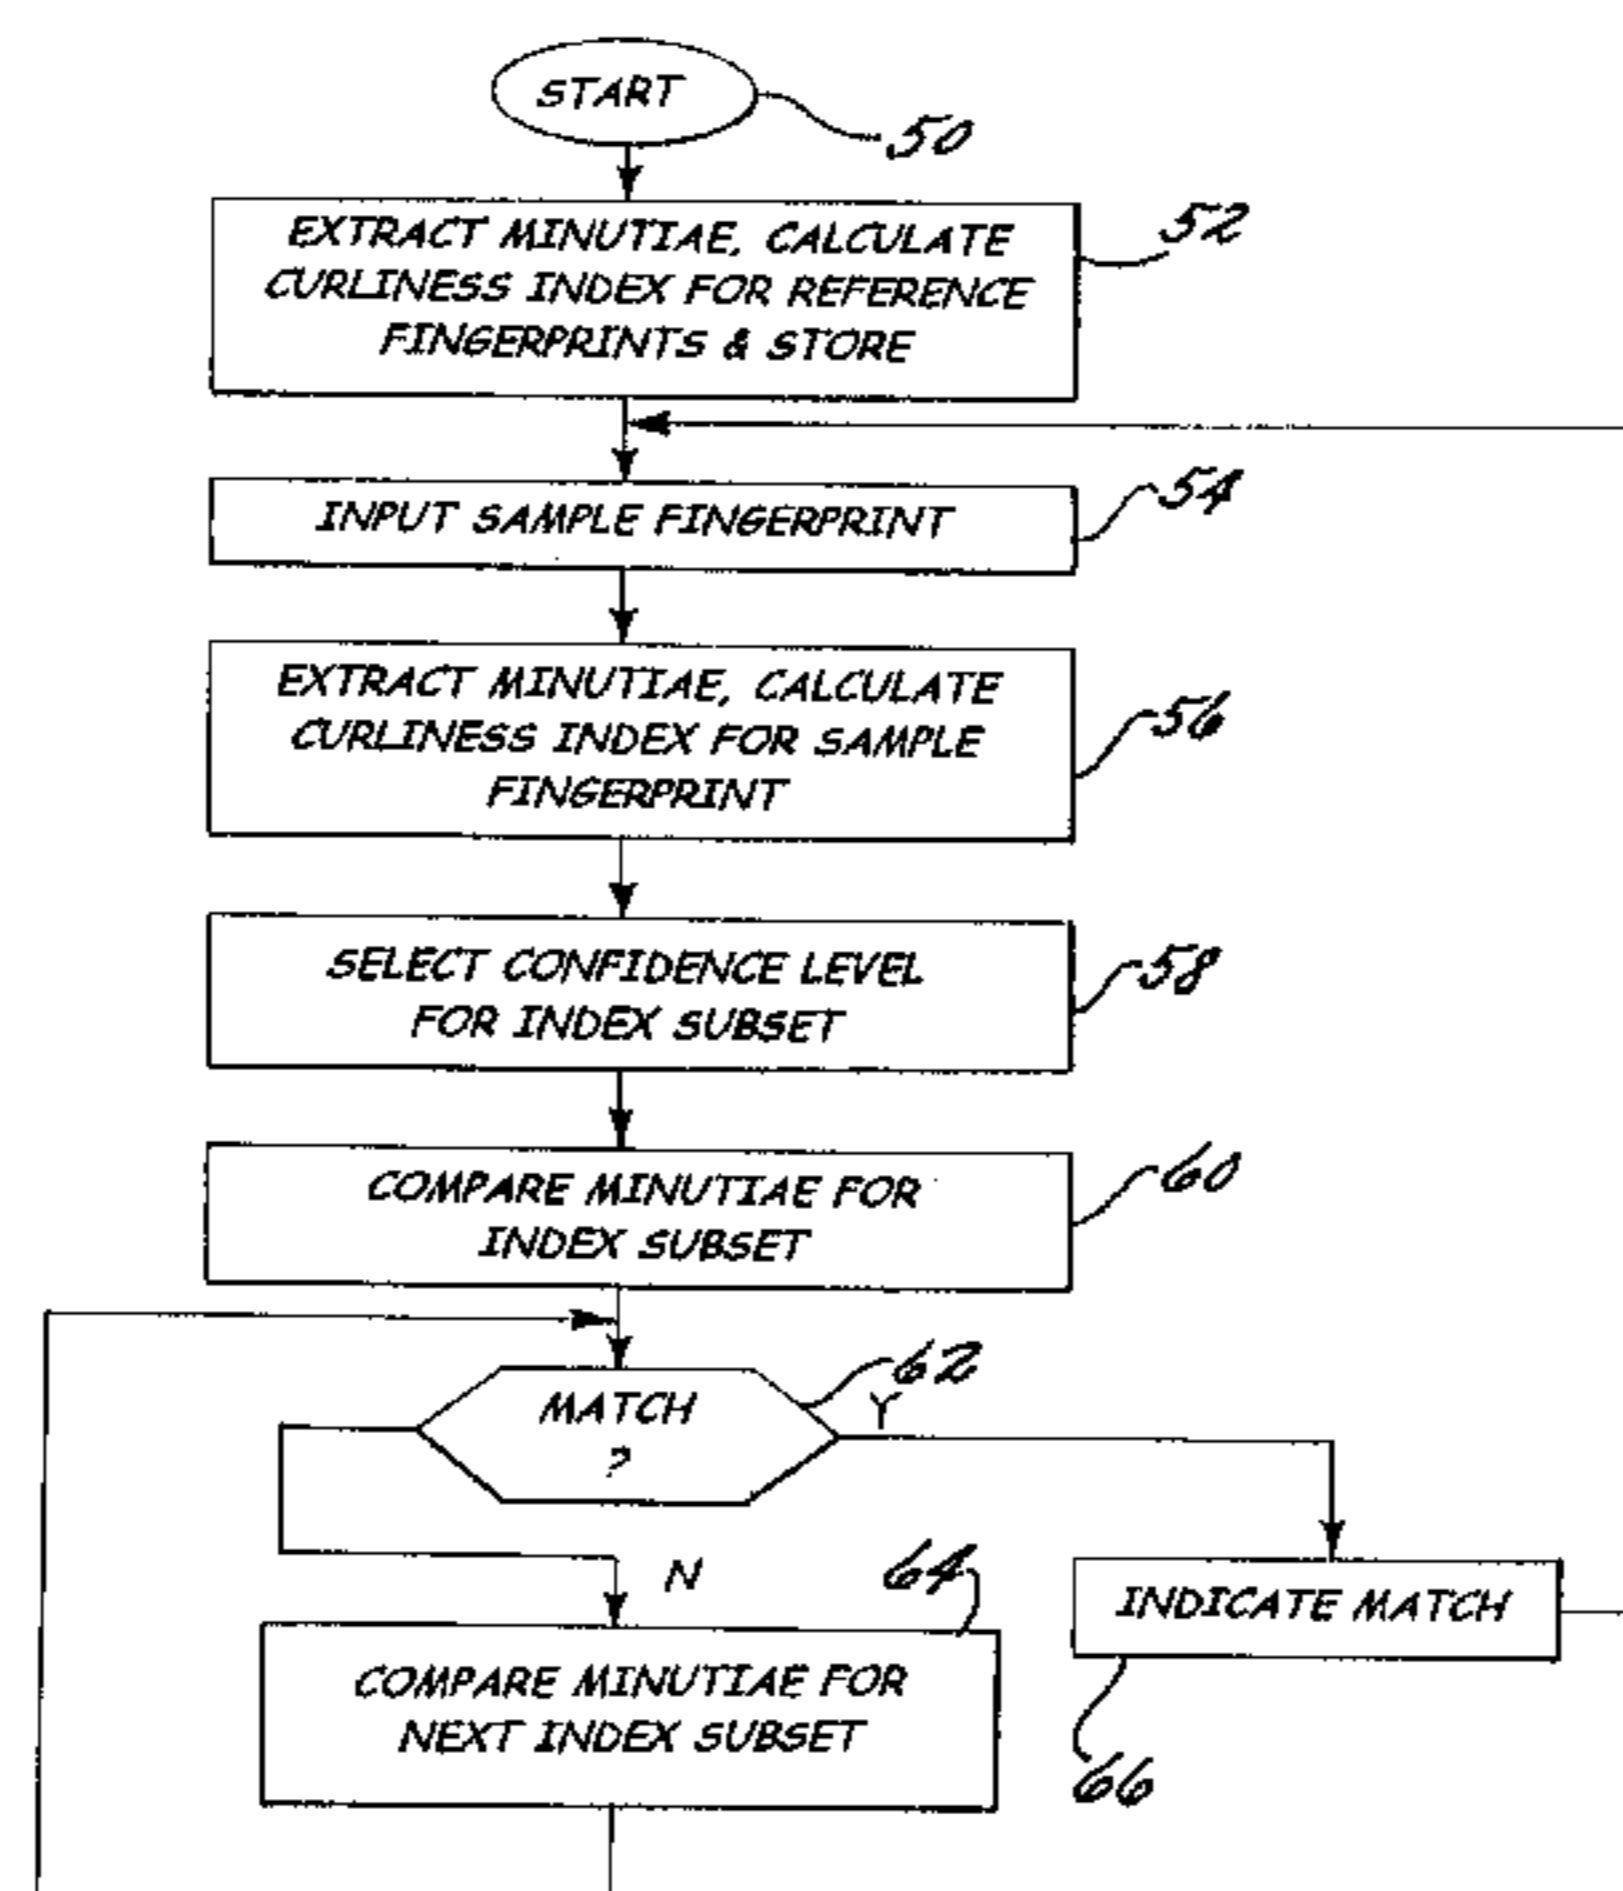 START
50
EXTRACT MINUTIAE, CALCULATE
CURLINESS INDEX FOR REFERENCE
FINGERPRINTS & STORE
52
INPUT SAMPLE FINGERPRINT
54
EXTRACT MINUTIAE, CALCULATE
CURLINESS INDEX FOR SAMPLE
FINGERPRINT
56
SELECT CONFIDENCE LEVEL
FOR INDEX SUBSET
58
COMPARE MINUTIAE FOR
INDEX SUBSET
60
MATCH
?
62
Y
N
64
INDICATE MATCH
66
COMPARE MINUTIAE FOR
NEXT INDEX SUBSET